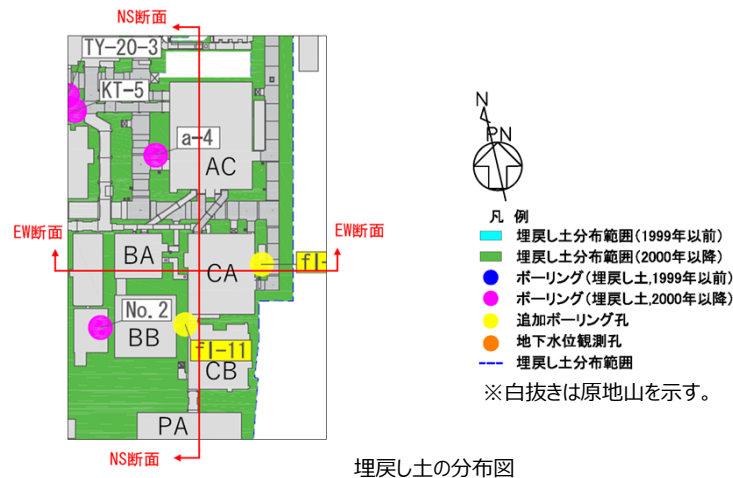 NS断面
TY-20-3
KT-5
a-4
AC
EW断面
EW断面
BA
CA
fl-
No.2
BB
fl-11
CB
PA
NS断面
N
PN
凡 例
埋戻し土分布範囲(1999年以前)
埋戻し土分布範囲(2000年以降)
ボーリング(埋戻し土,1999年以前)
ボーリング(埋戻し土,2000年以降)
追加ボーリング孔
地下水位観測孔
埋戻し土分布範囲
※白抜きは原地山を示す。
埋戻し土の分布図